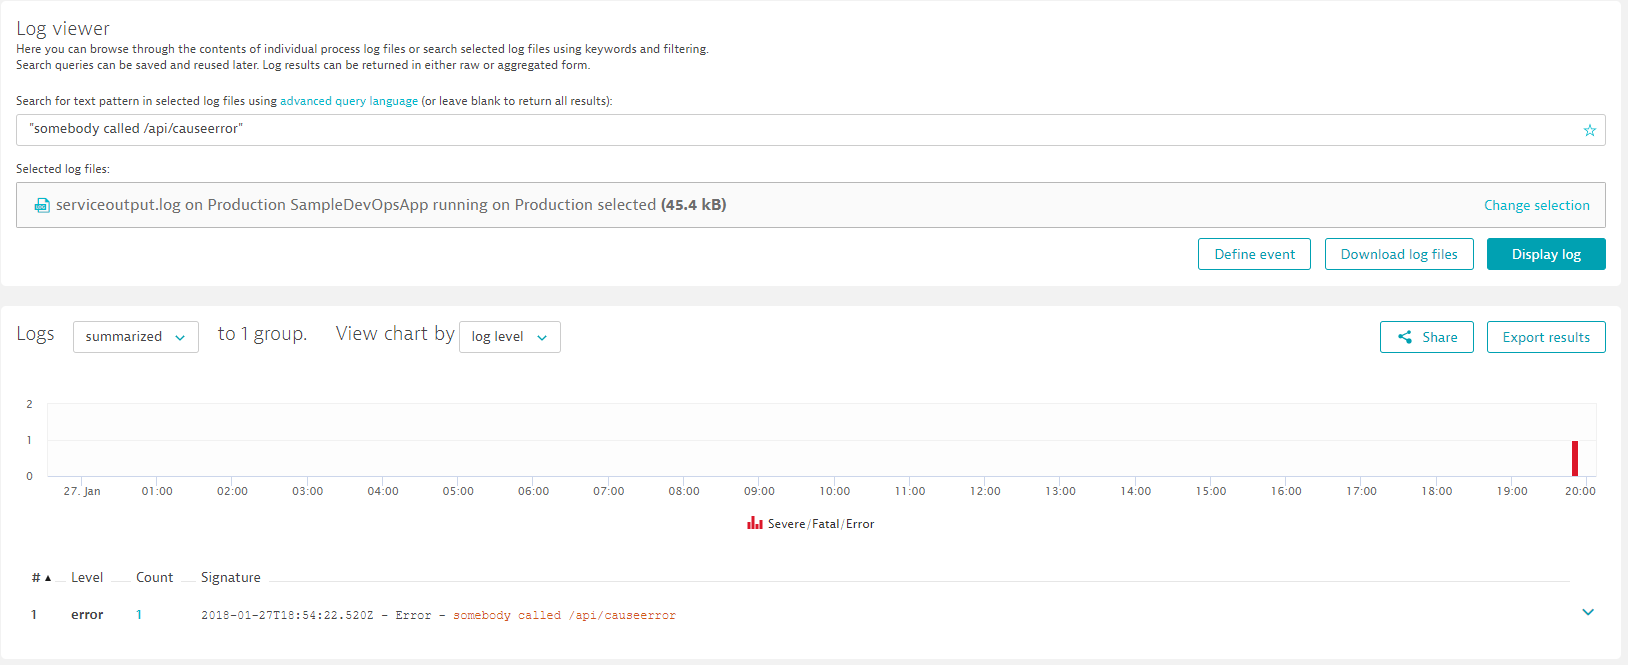 Log viewer
Here you can browse through the contents of individual process log files or search selected log files using keywords and filtering.
Search queries can be saved and reused later. Log results can be returned in either raw or aggregated form.
Search for text pattern in selected log files using advanced query language (or leave blank to return all results):
"somebody called /api/causeerror"
Selected log files:
serviceoutput.log on Production SampleDevOpsApp running on Production selected (45.4 kB)
Change selection
Define event
Download log files
Display log
Logs summarized to 1 group. View chart by log level
Share
Export results
2
1
0
27. Jan 01:00 02:00 03:00 04:00 05:00 06:00 07:00 08:00 09:00 10:00 11:00 12:00 13:00 14:00 15:00 16:00 17:00 18:00 19:00 20:00
Severe/Fatal/Error
# Level Count Signature
1 error 1 2018-01-27T18:54:22.520Z - Error - somebody called /api/causeerror